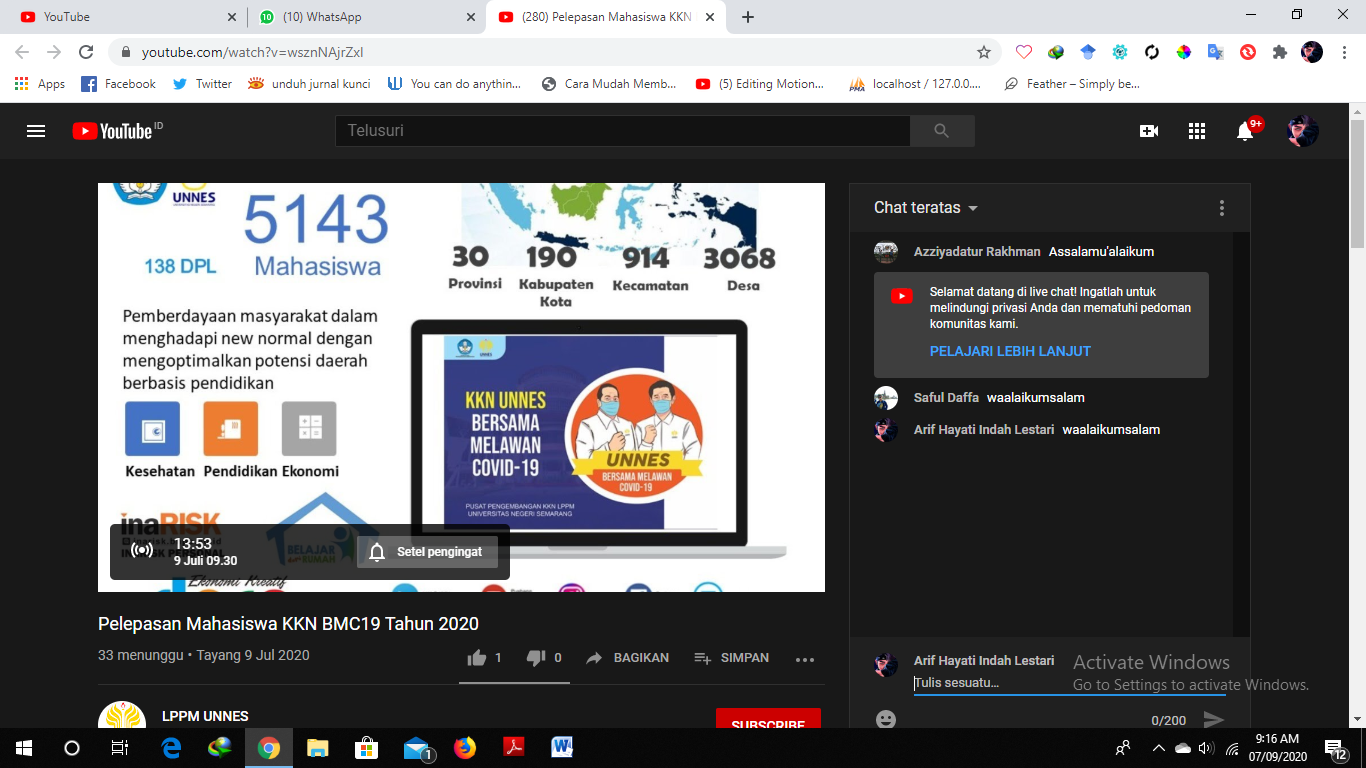 YouTube
(10) WhatsApp
(280) Pelepasan Mahasiswa KKN
youtube.com/watch?v=wsznNAjrZxI
Apps
Facebook
Twitter
unduh jurnal kunci
You can do anythin...
Cara Mudah Memb...
(5) Editing Motion...
localhost / 127.0.0....
Feather – Simply be...
YouTube ID
Telusuri
9+
UNNES
5143
138 DPL
Mahasiswa
30
190
914
3068
Provinsi
Kabupaten
Kota
Kecamatan
Desa
Pemberdayaan masyarakat dalam
menghadapi new normal dengan
mengoptimalkan potensi daerah
berbasis pendidikan
Kesehatan
Pendidikan
Ekonomi
KKN UNNES
BERSAMA
MELAWAN
COVID-19
UNNES
BERSAMA MELAWAN
COVID-19
PUSAT PENGEMBANGAN KKN LPPM
UNIVERSITAS NEGERI SEMARANG
inaRISK
BELAJAR
Ekonomi Kreatif
13:53
9 Juli 09.30
Setel pengingat
Pelepasan Mahasiswa KKN BMC19 Tahun 2020
33 menunggu • Tayang 9 Jul 2020
1
0
BAGIKAN
SIMPAN
LPPM UNNES
SUBSCRIBE
Chat teratas
Azziyadatur Rakhman Assalamu'alaikum
Selamat datang di live chat! Ingatlah untuk
melindungi privasi Anda dan mematuhi pedoman
komunitas kami.
PELAJARI LEBIH LANJUT
Saful Daffa waalaikumsalam
Arif Hayati Indah Lestari waalaikumsalam
Arif Hayati Indah Lestari
Tulis sesuatu...
0/200
Activate Windows
Go to Settings to activate Windows.
1
9:16 AM
07/09/2020
12